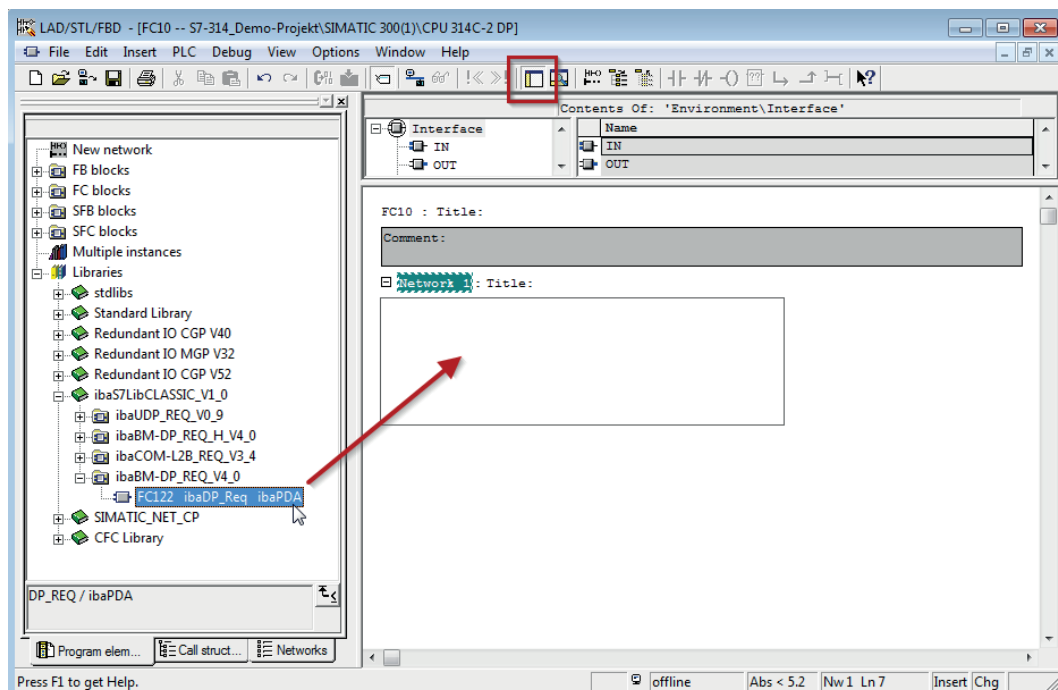 LAD/STL/FBD - [FC10 -- S7-314_Demo-Projekt\SIMATIC 300(1)\CPU 314C-2 DP]
File Edit Insert PLC Debug View Options Window Help
Contents Of: 'Environment\Interface'
Interface
IN
OUT
Name
IN
OUT
New network
FB blocks
FC blocks
SFB blocks
SFC blocks
Multiple instances
Libraries
stdlibs
Standard Library
Redundant IO CGP V40
Redundant IO MGP V32
Redundant IO CGP V52
ibaS7LibCLASSIC_V1_0
ibaUDP_REQ_V0_9
ibaBM-DP_REQ_H_V4_0
ibaCOM-L2B_REQ_V3_4
ibaBM-DP_REQ_V4_0
FC122 ibaDP_Req ibaPDA
SIMATIC_NET_CP
CFC Library
DP_REQ / ibaPDA
Program elem...
Call struct...
Networks
FC10 : Title:
Comment:
Network 1: Title:
Press F1 to get Help.
offline
Abs < 5.2
Nw 1 Ln 7
Insert
Chg